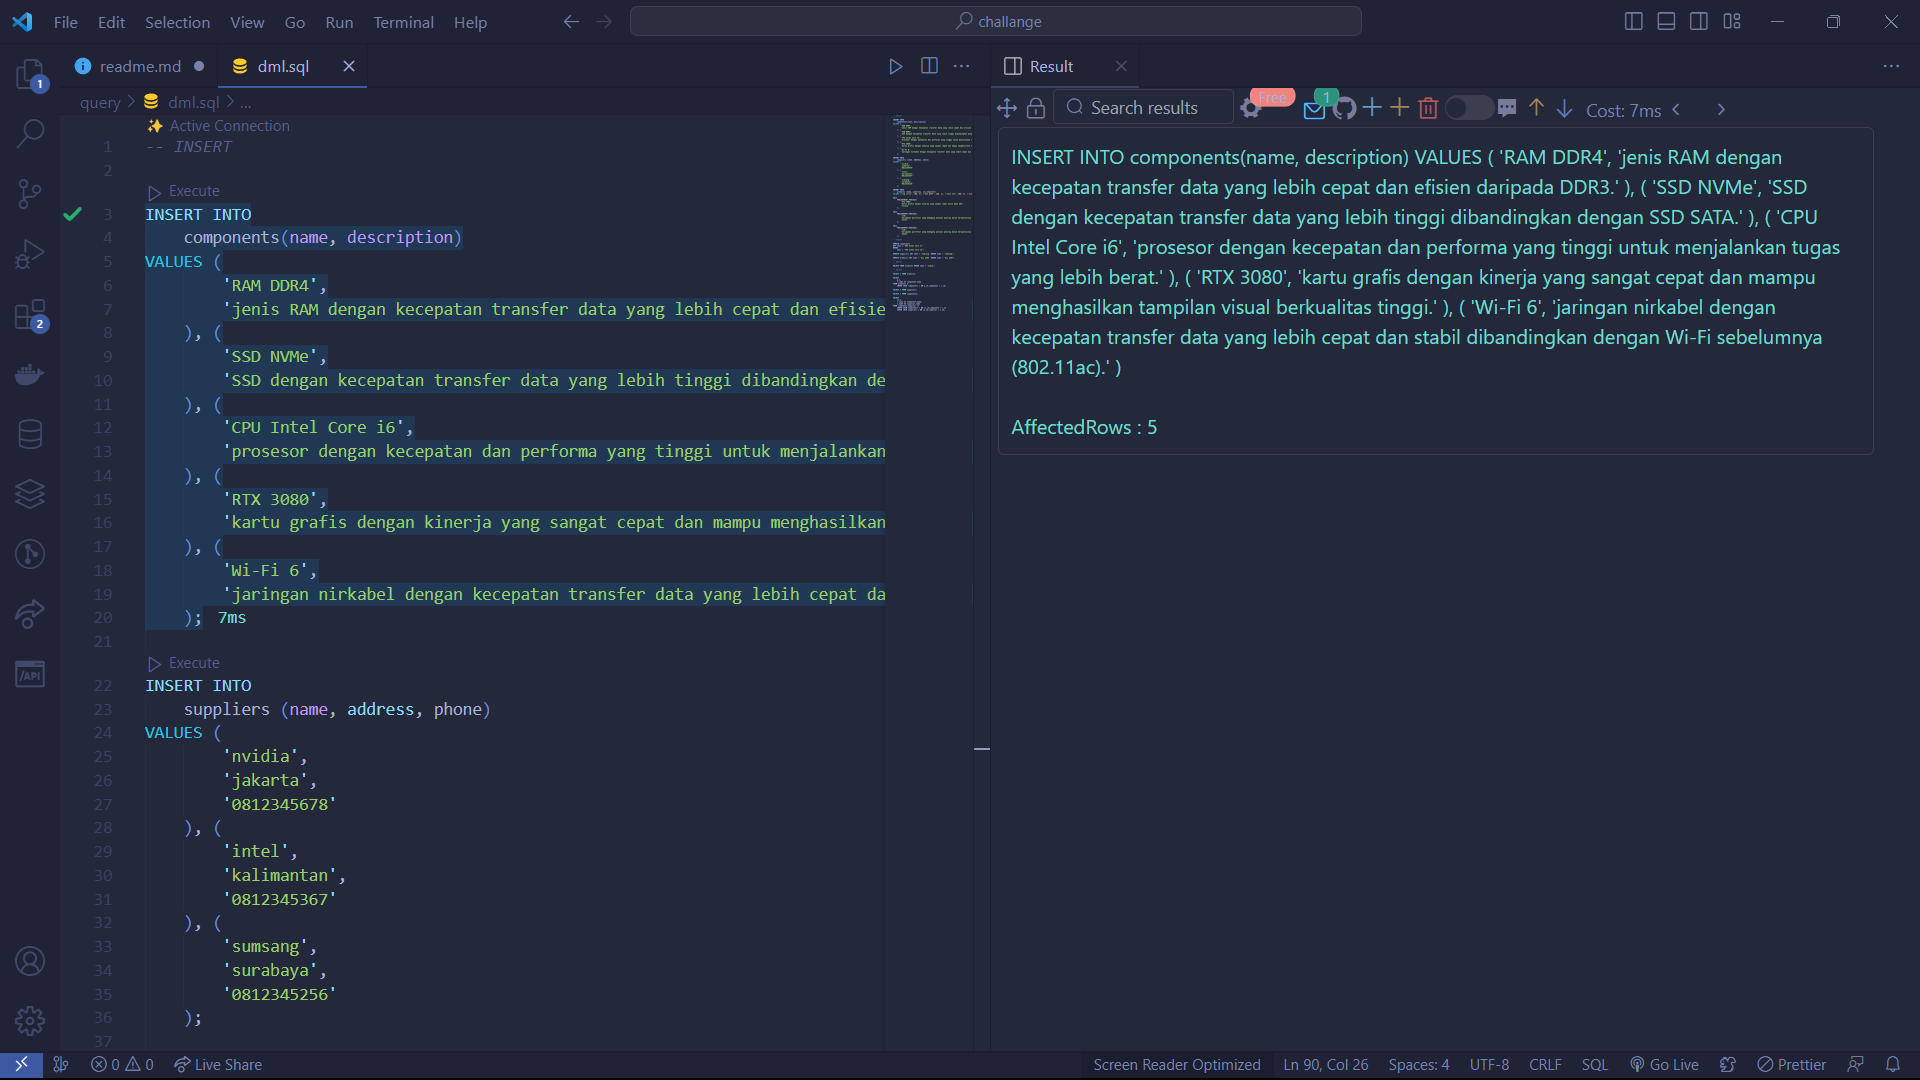 File Edit Selection View Go Run Terminal Help
challange
readme.md
dml.sql
Result
query > dml.sql > ...
Search results
Free
1
Cost: 7ms
1
2
/API
Active Connection
1 -- INSERT
2
Execute
3 INSERT INTO
4 components(name, description)
5 VALUES (
6 'RAM DDR4',
7 'jenis RAM dengan kecepatan transfer data yang lebih cepat dan efisie
8 ), (
9 'SSD NVMe',
10 'SSD dengan kecepatan transfer data yang lebih tinggi dibandingkan de
11 ), (
12 'CPU Intel Core i6',
13 'prosesor dengan kecepatan dan performa yang tinggi untuk menjalankan
14 ), (
15 'RTX 3080',
16 'kartu grafis dengan kinerja yang sangat cepat dan mampu menghasilkan
17 ), (
18 'Wi-Fi 6',
19 'jaringan nirkabel dengan kecepatan transfer data yang lebih cepat da
20 ); 7ms
21
Execute
22 INSERT INTO
23 suppliers (name, address, phone)
24 VALUES (
25 'nvidia',
26 'jakarta',
27 '0812345678'
28 ), (
29 'intel',
30 'kalimantan',
31 '0812345367'
32 ), (
33 'sumsang',
34 'surabaya',
35 '0812345256'
36 );
37
INSERT INTO components(name, description) VALUES ( 'RAM DDR4', 'jenis RAM dengan
kecepatan transfer data yang lebih cepat dan efisien daripada DDR3.' ), ( 'SSD NVMe', 'SSD
dengan kecepatan transfer data yang lebih tinggi dibandingkan dengan SSD SATA.' ), ( 'CPU
Intel Core i6', 'prosesor dengan kecepatan dan performa yang tinggi untuk menjalankan tugas
yang lebih berat.' ), ( 'RTX 3080', 'kartu grafis dengan kinerja yang sangat cepat dan mampu
menghasilkan tampilan visual berkualitas tinggi.' ), ( 'Wi-Fi 6', 'jaringan nirkabel dengan
kecepatan transfer data yang lebih cepat dan stabil dibandingkan dengan Wi-Fi sebelumnya
(802.11ac).' )
AffectedRows : 5
0 0 Live Share
Screen Reader Optimized Ln 90, Col 26 Spaces: 4 UTF-8 CRLF SQL Go Live Prettier